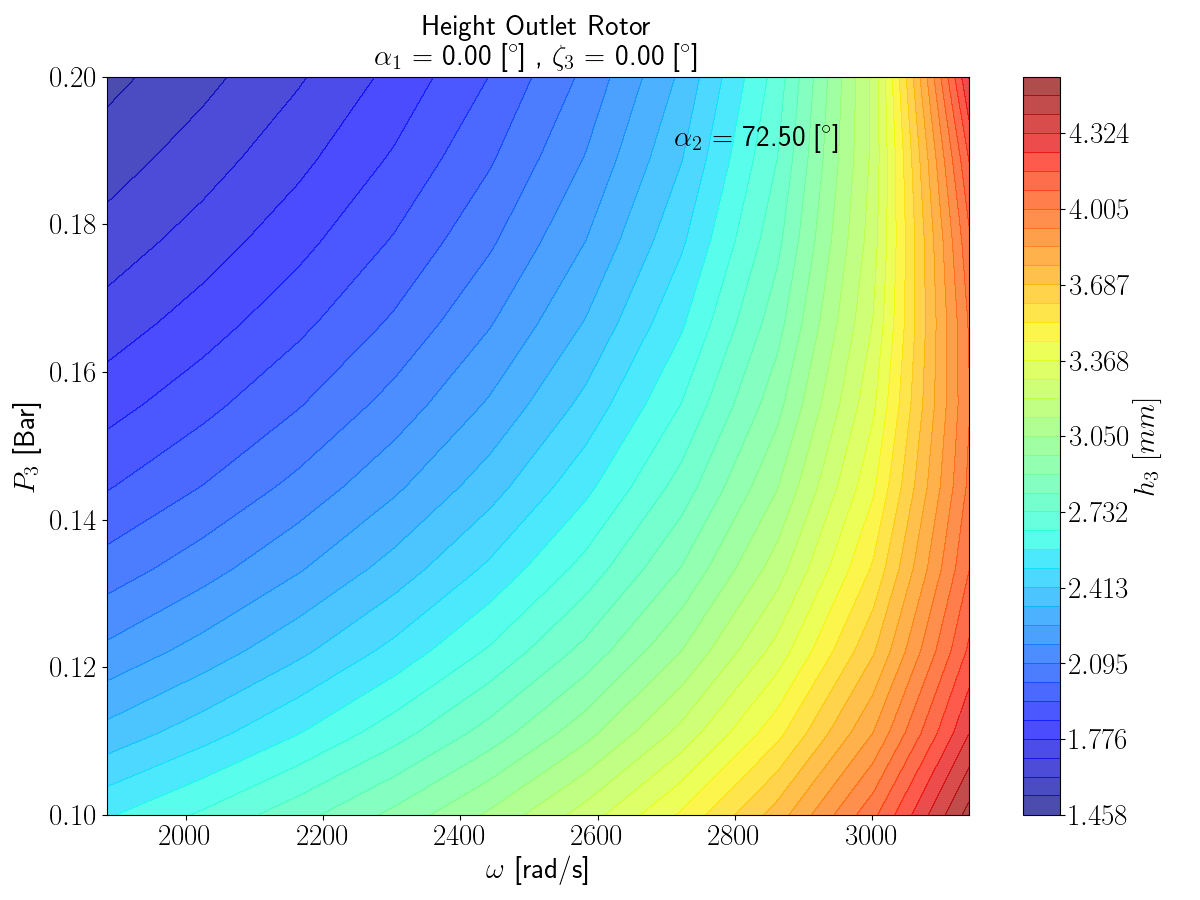 Height Outlet Rotor
α₁ = 0.00 [°] , ζ₃ = 0.00 [°]
α₂ = 72.50 [°]
0.20
0.18
0.16
0.14
0.12
0.10
P₃ [Bar]
2000 2200 2400 2600 2800 3000
ω [rad/s]
4.324
4.005
3.687
3.368
3.050
2.732
2.413
2.095
1.776
1.458
h₃ [mm]